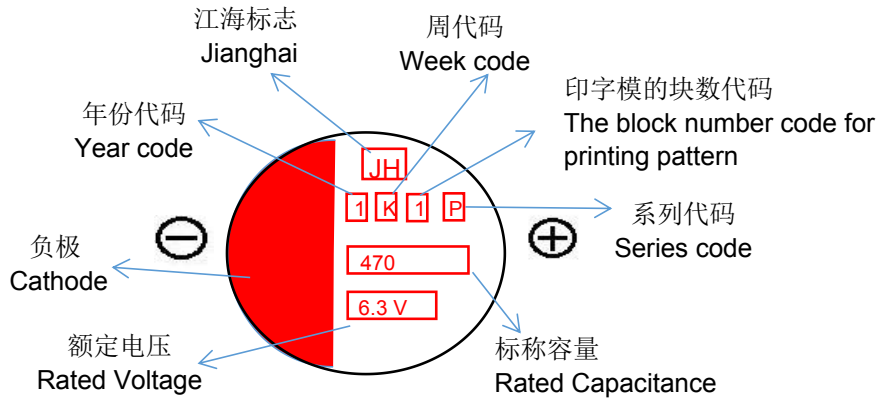 江海标志
Jianghai
周代码
Week code
年份代码
Year code
印字模的块数代码
The block number code for
printing pattern
JH
1 K 1 P
系列代码
Series code
负极
Cathode
470
6.3 V
额定电压
Rated Voltage
标称容量
Rated Capacitance